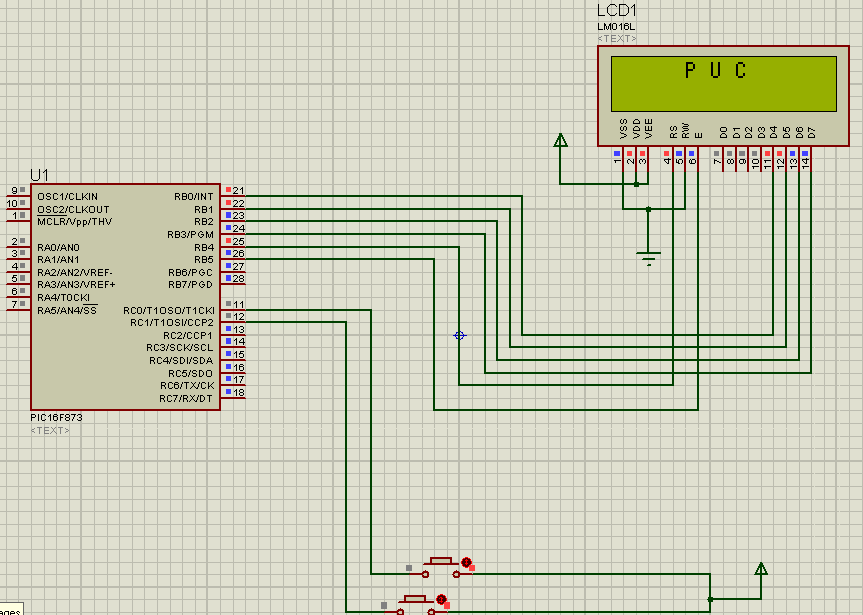 LCD1
LM016L
<TEXT>
P U C
VSS VDD VEE RS RW E D0 D1 D2 D3 D4 D5 D6 D7
1 2 3 4 5 6 7 8 9 10 11 12 13 14
U1
9 OSC1/CLKIN RB0/INT 21
10 OSC2/CLKOUT RB1 22
1 MCLR/Vpp/THV RB2 23
RB3/PGM 24
2 RA0/AN0 RB4 25
3 RA1/AN1 RB5 26
4 RA2/AN2/VREF- RB6/PGC 27
5 RA3/AN3/VREF+ RB7/PGD 28
6 RA4/T0CKI
7 RA5/AN4/SS RC0/T1OSO/T1CKI 11
RC1/T1OSI/CCP2 12
RC2/CCP1 13
RC3/SCK/SCL 14
RC4/SDI/SDA 15
RC5/SDO 16
RC6/TX/CK 17
RC7/RX/DT 18
PIC16F873
<TEXT>
ages